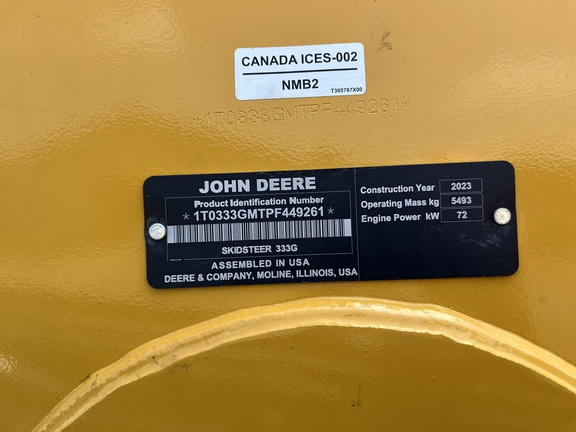 CANADA ICES-002
NMB2
T395787X00
*1T0333GMTPF449261*
JOHN DEERE
Product Identification Number
*1T0333GMTPF449261*
SKIDSTEER 333G
ASSEMBLED IN USA
DEERE & COMPANY, MOLINE, ILLINOIS, USA
Construction Year 2023
Operating Mass kg 5493
Engine Power kW 72